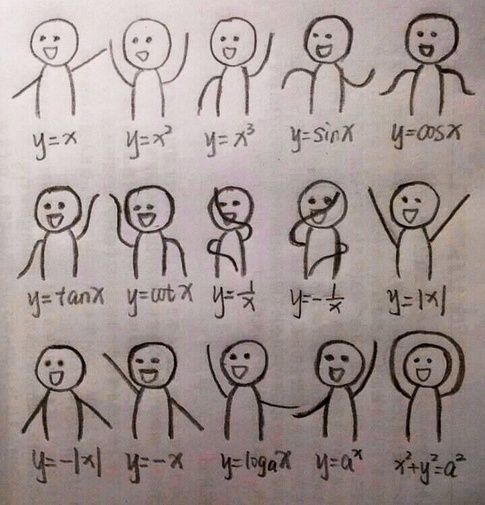 y=x y=x² y=x³ y=sinx y=cosx
y=tanx y=cotx y=1/x y=-1/x y=|x|
y=-|x| y=-x y=logₐx y=aˣ x²+y²=a²